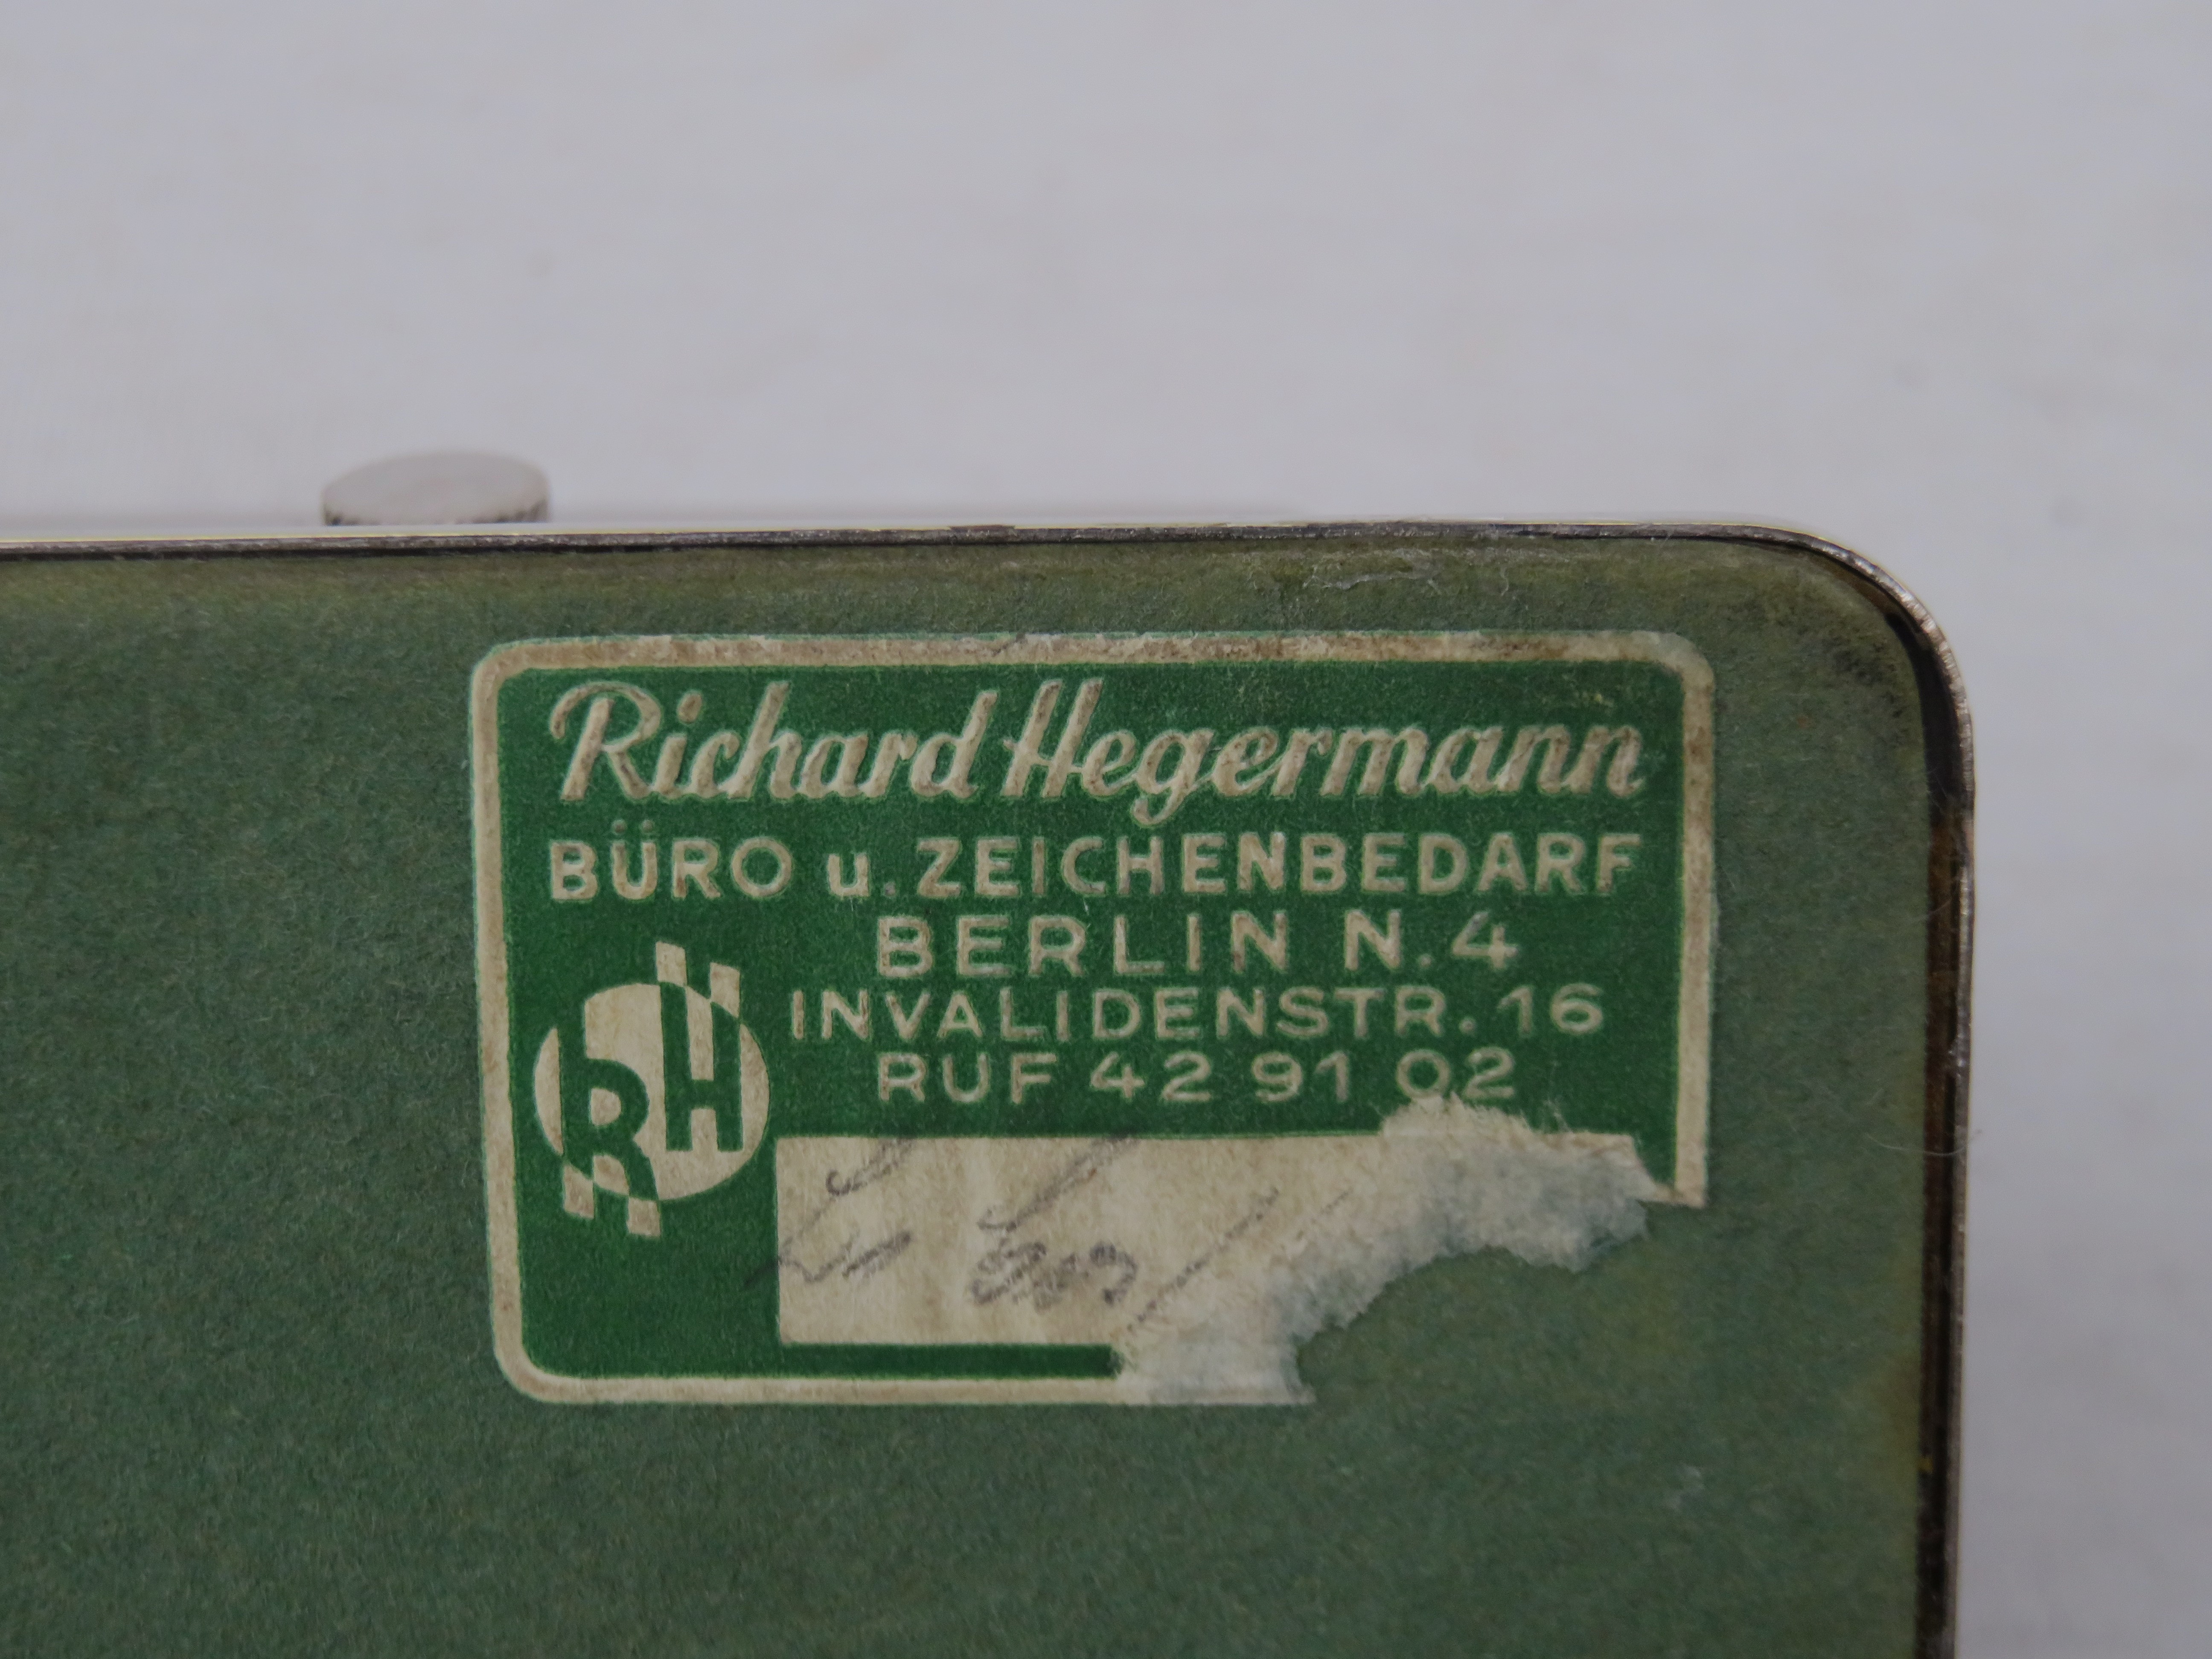 Richard Hegermann
BÜRO u. ZEICHENBEDARF
BERLIN N.4
INVALIDENSTR. 16
RUF 42 91 02
RH